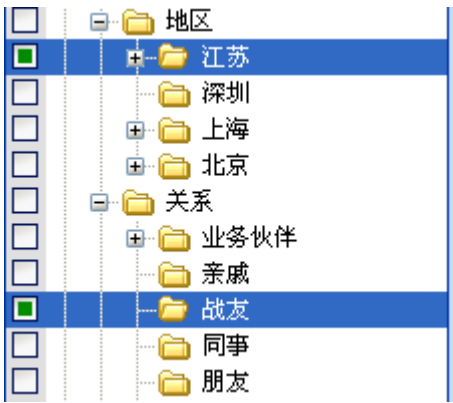 地区
江苏
深圳
上海
北京
关系
业务伙伴
亲戚
战友
同事
朋友